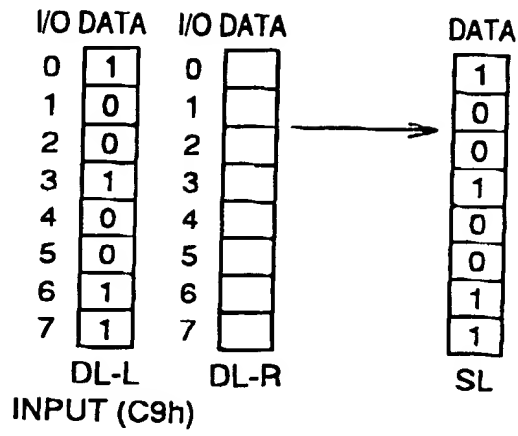 I/O DATA I/O DATA DATA
0 1 0 1
1 0 1 0
2 0 2 0
3 1 3 1
4 0 4 0
5 0 5 0
6 1 6 1
7 1 7 1
DL-L DL-R SL
INPUT (C9h)